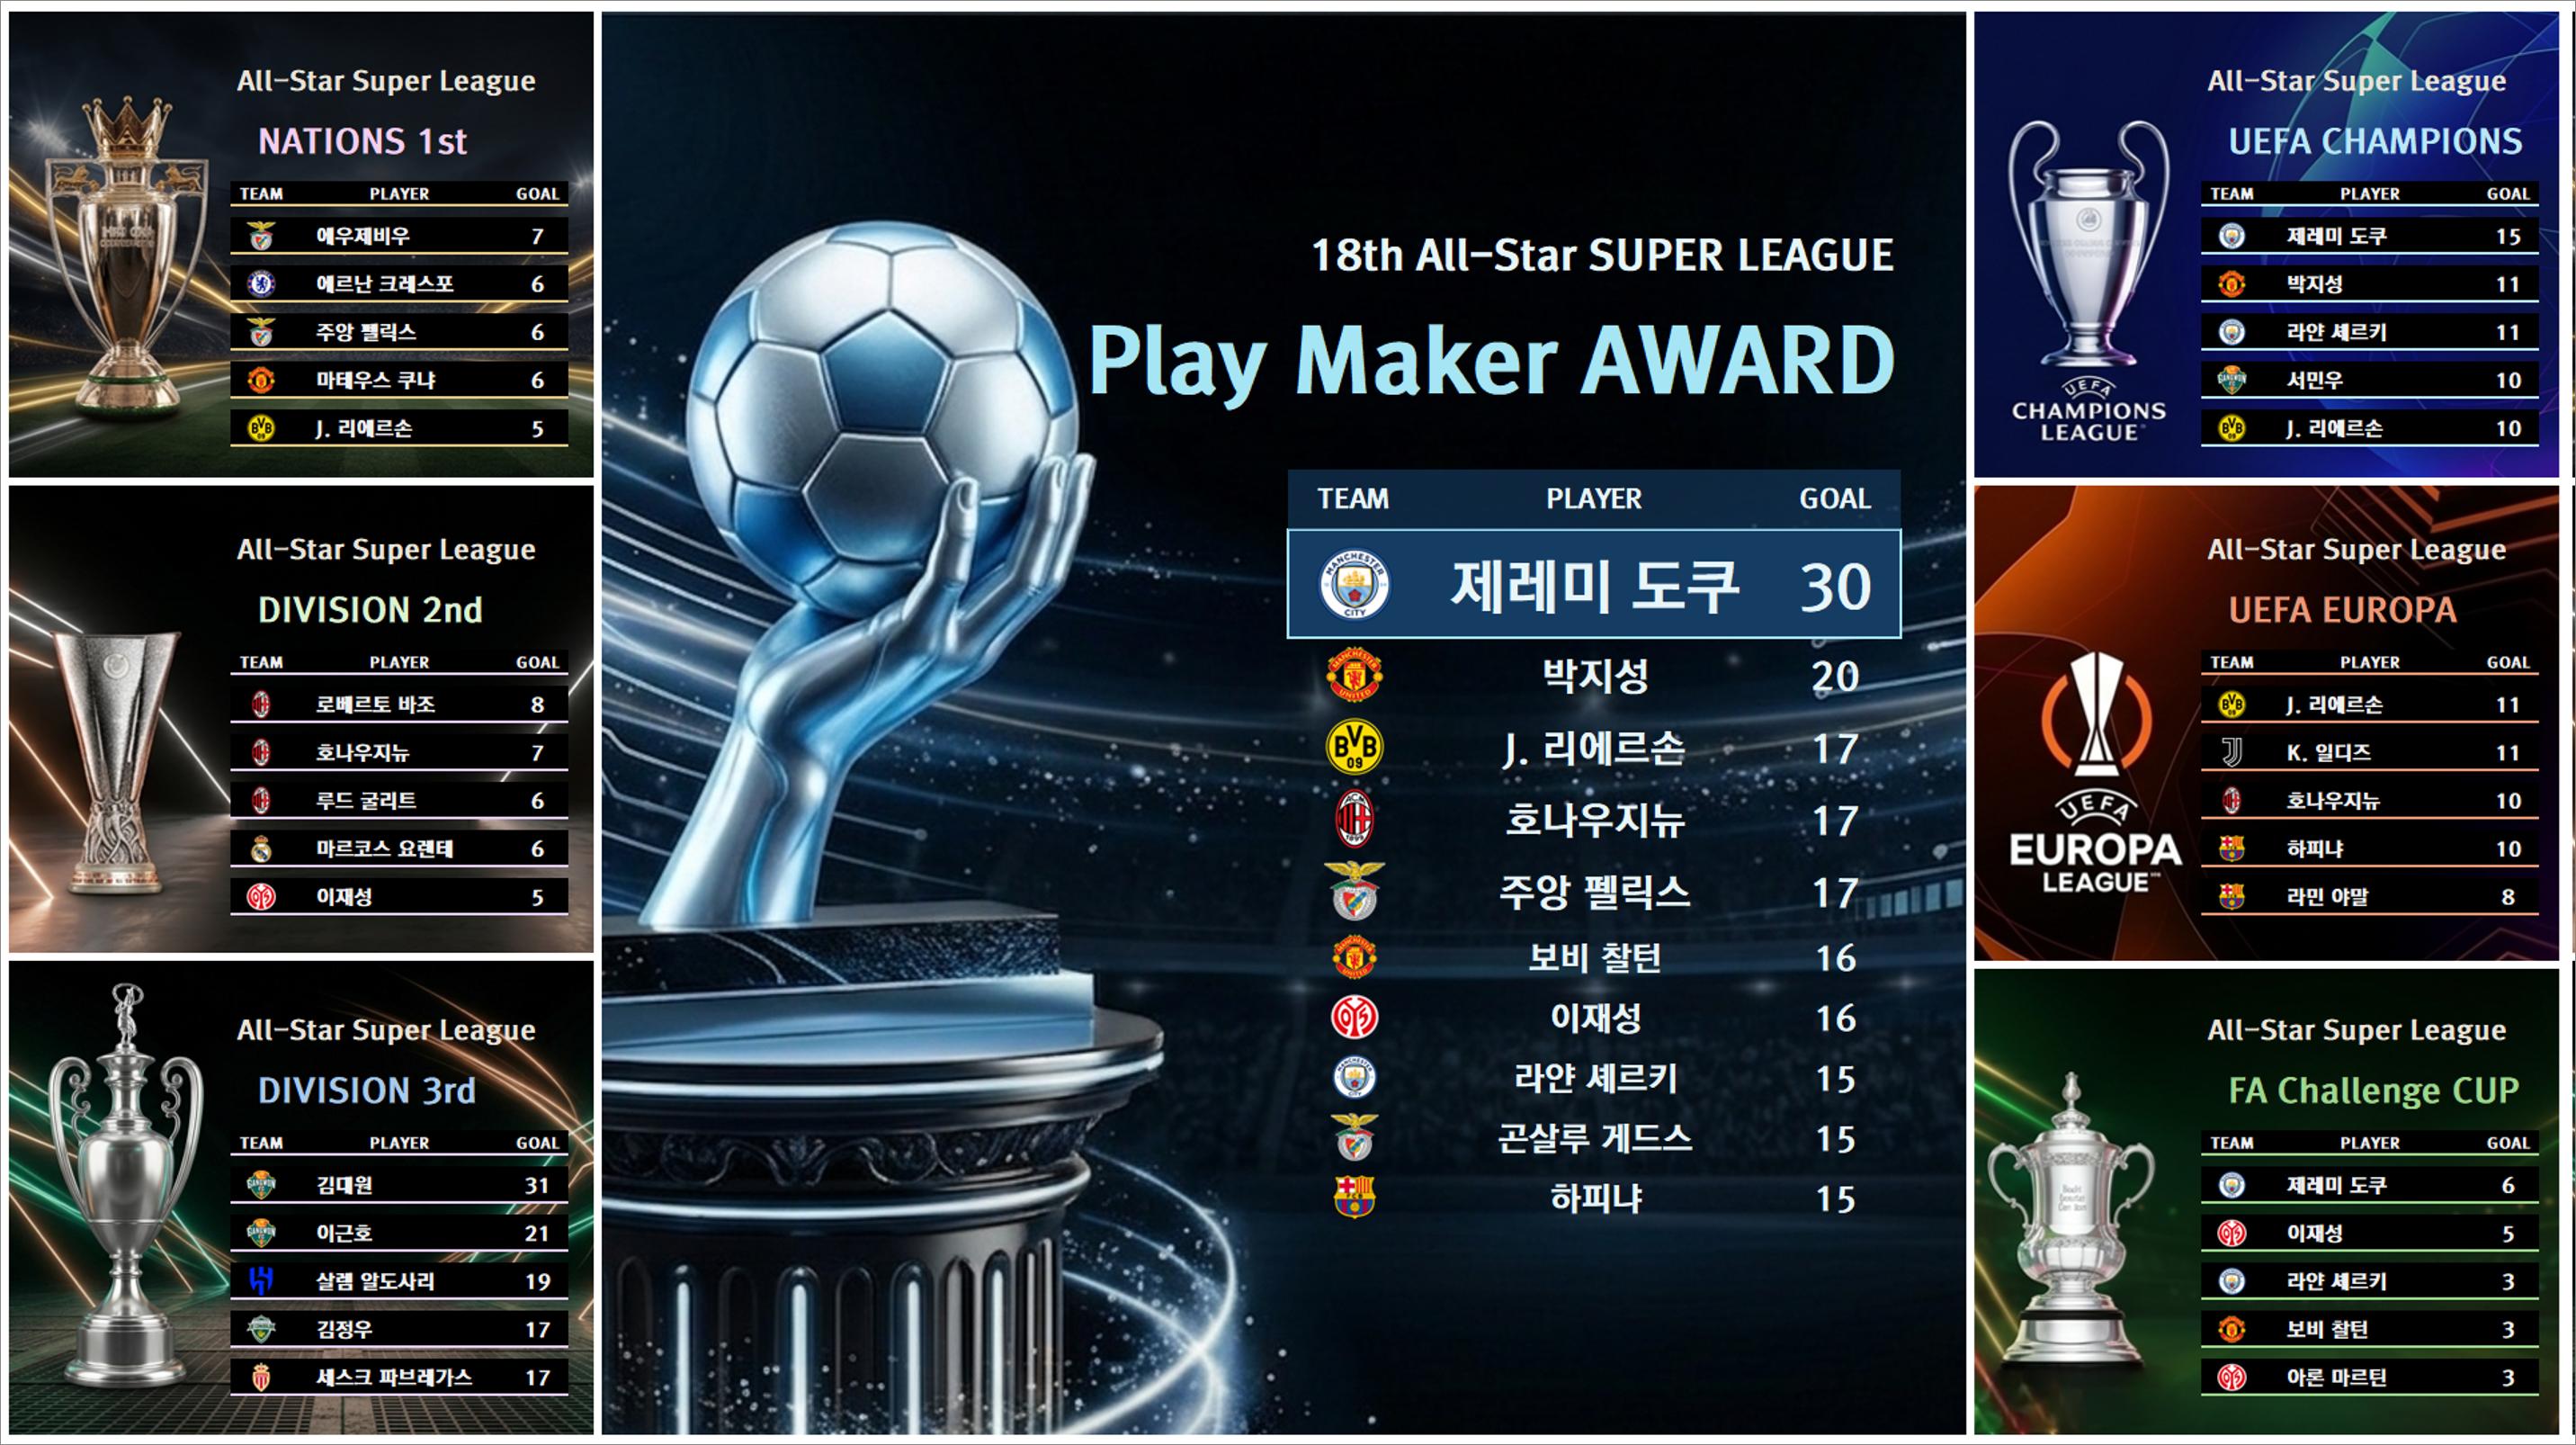 All-Star Super League
NATIONS 1st
TEAM PLAYER GOAL
에우제비우 7
에르난 크레스포 6
주앙 펠릭스 6
마테우스 쿠냐 6
J. 리에르손 5
All-Star Super League
DIVISION 2nd
TEAM PLAYER GOAL
로베르토 바조 8
호나우지뉴 7
루드 굴리트 6
마르코스 요렌테 6
이재성 5
All-Star Super League
DIVISION 3rd
TEAM PLAYER GOAL
김대원 31
이근호 21
살렘 알도사리 19
김정우 17
세스크 파브레가스 17
18th All-Star SUPER LEAGUE
Play Maker AWARD
TEAM PLAYER GOAL
MANCHESTER CITY 제레미 도쿠 30
MANCHESTER UNITED 박지성 20
BVB 09 J. 리에르손 17
ACM 1899 호나우지뉴 17
주앙 펠릭스 17
보비 찰턴 16
이재성 16
라얀 셰르키 15
곤살루 게드스 15
하피냐 15
All-Star Super League
UEFA CHAMPIONS
TEAM PLAYER GOAL
제레미 도쿠 15
박지성 11
라얀 셰르키 11
서민우 10
J. 리에르손 10
UEFA
CHAMPIONS
LEAGUE
All-Star Super League
UEFA EUROPA
TEAM PLAYER GOAL
J. 리에르손 11
K. 일디즈 11
호나우지뉴 10
하피냐 10
라민 야말 8
UEFA
EUROPA
LEAGUE
All-Star Super League
FA Challenge CUP
TEAM PLAYER GOAL
제레미 도쿠 6
이재성 5
라얀 셰르키 3
보비 찰턴 3
아론 마르틴 3